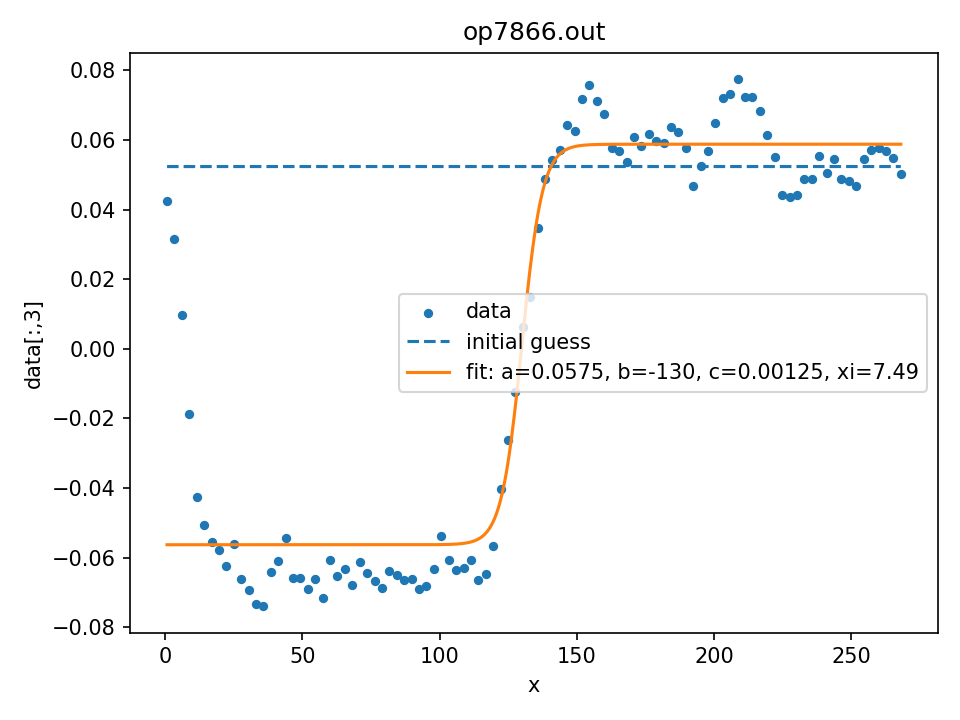 op7866.out
0.08
0.06
0.04
0.02
0.00
−0.02
−0.04
−0.06
−0.08
data[:,3]
data
initial guess
fit: a=0.0575, b=-130, c=0.00125, xi=7.49
0 50 100 150 200 250
x